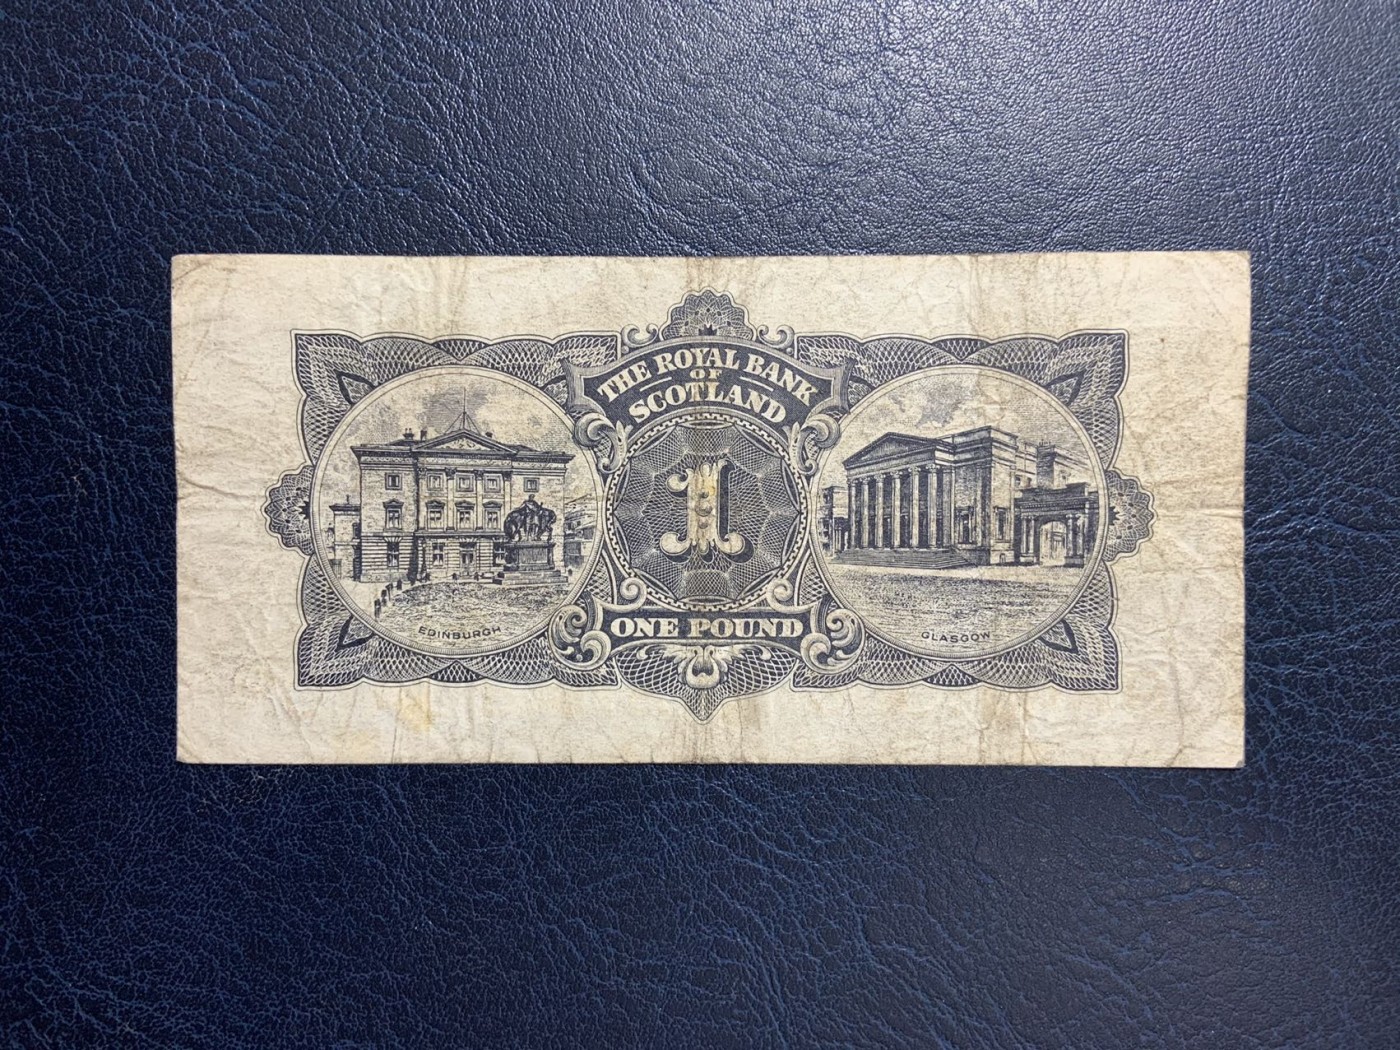 THE ROYAL BANK
OF
SCOTLAND
1
ONE POUND
EDINBURGH
GLASGOW